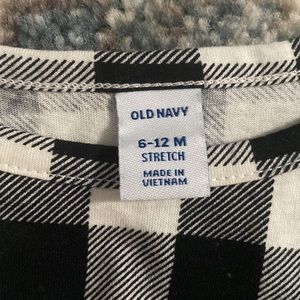 OLD NAVY
6-12 M
STRETCH
MADE IN
VIETNAM